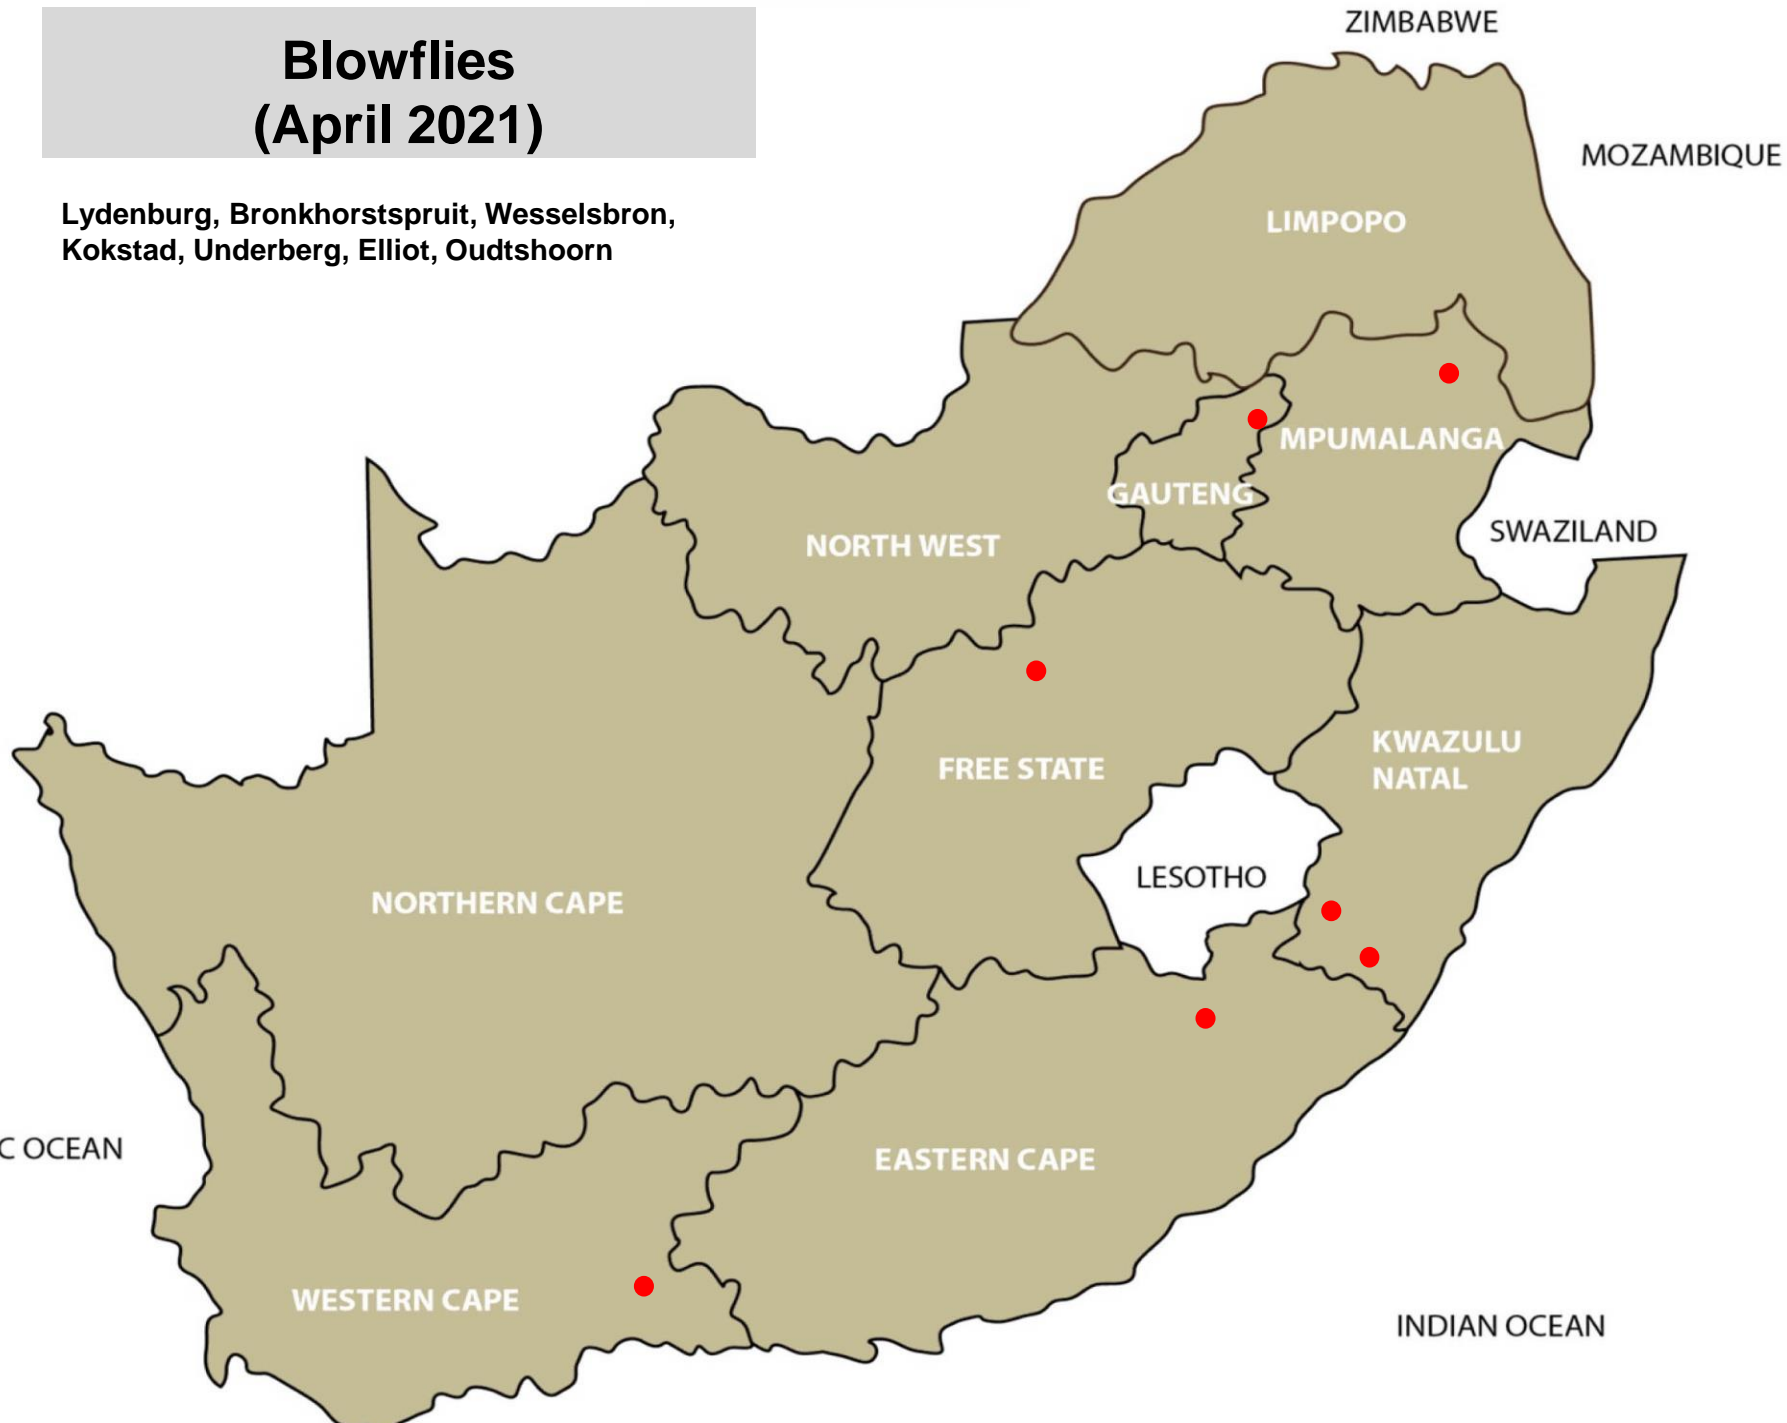 Blowflies
(April 2021)
Lydenburg, Bronkhorstspruit, Wesselsbron,
Kokstad, Underberg, Elliot, Oudtshoorn
ZIMBABWE
MOZAMBIQUE
LIMPOPO
MPUMALANGA
GAUTENG
SWAZILAND
NORTH WEST
KWAZULU
NATAL
FREE STATE
LESOTHO
NORTHERN CAPE
C OCEAN
EASTERN CAPE
WESTERN CAPE
INDIAN OCEAN